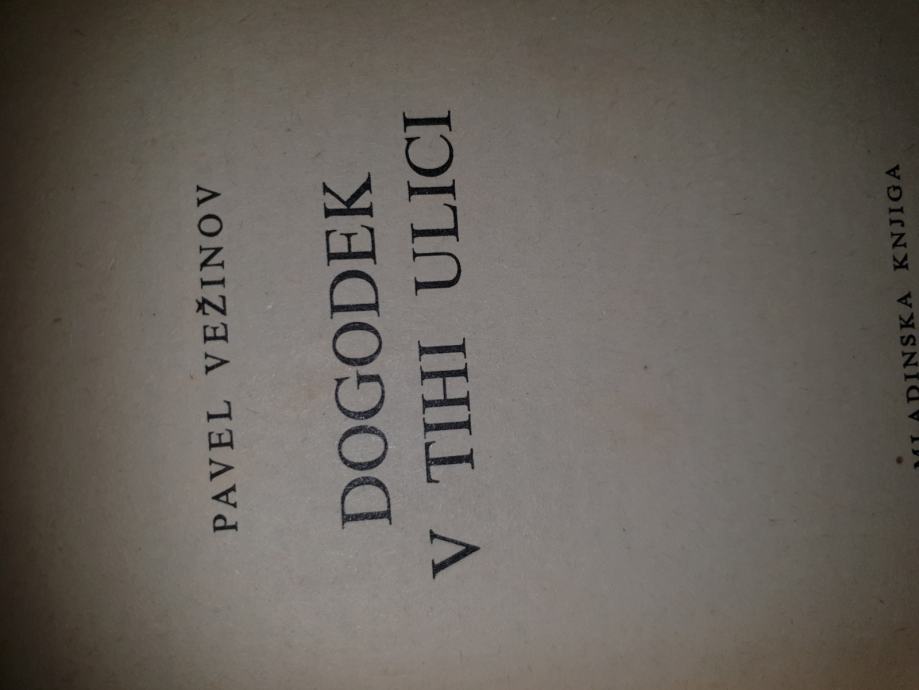 PAVEL VEŽINOV
DOGODEK
V TIHI ULICI
MLADINSKA KNJIGA